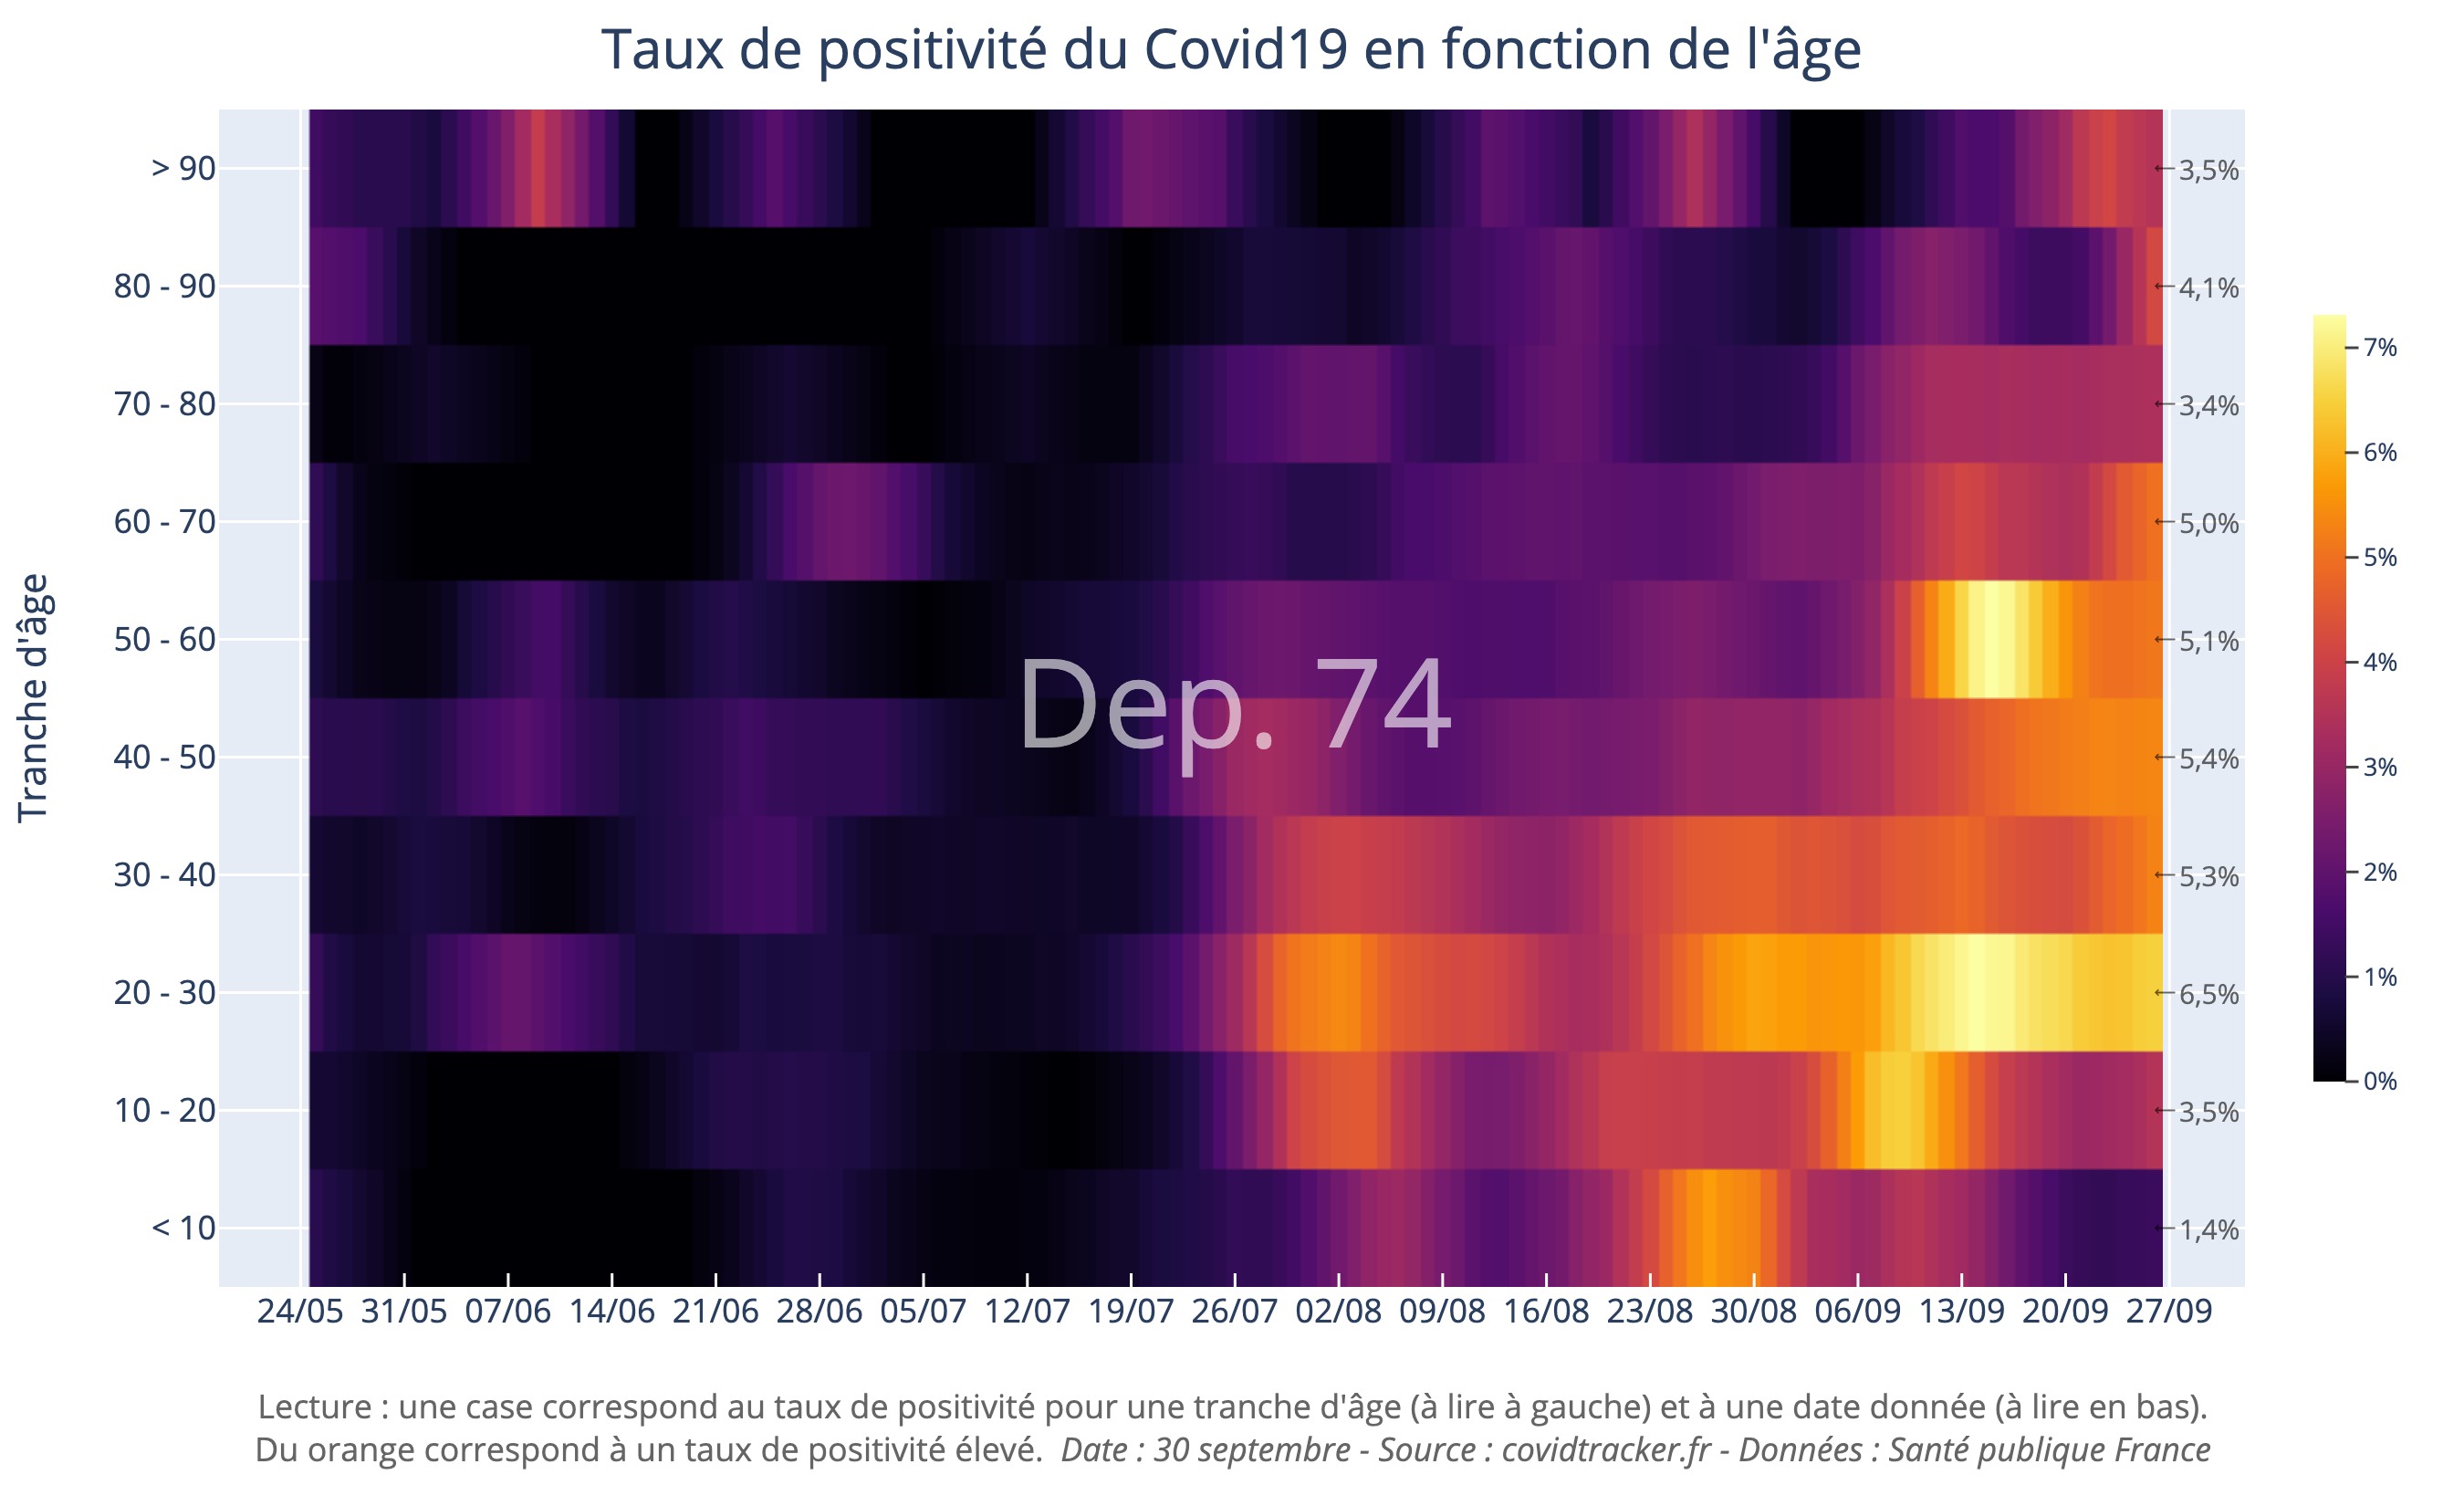 Taux de positivité du Covid19 en fonction de l'âge
Tranche d'âge
> 90
80 - 90
70 - 80
60 - 70
50 - 60
40 - 50
30 - 40
20 - 30
10 - 20
< 10
Dep. 74
3,5%
4,1%
3,4%
5,0%
5,1%
5,4%
5,3%
6,5%
3,5%
1,4%
7%
6%
5%
4%
3%
2%
1%
0%
24/05 31/05 07/06 14/06 21/06 28/06 05/07 12/07 19/07 26/07 02/08 09/08 16/08 23/08 30/08 06/09 13/09 20/09 27/09
Lecture : une case correspond au taux de positivité pour une tranche d'âge (à lire à gauche) et à une date donnée (à lire en bas).
Du orange correspond à un taux de positivité élevé. Date : 30 septembre - Source : covidtracker.fr - Données : Santé publique France